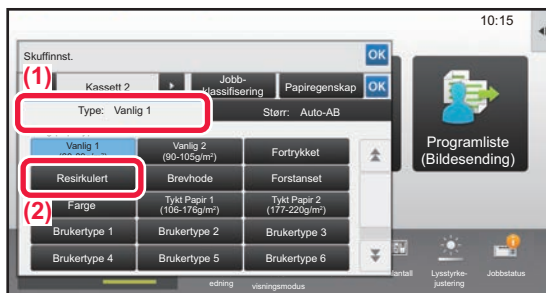 10:15
Skuffinnst.
OK
(1)
Kassett 2
Jobb-
klassifisering
Papiregenskap
OK
Type: Vanlig 1
Størr: Auto-AB
Vanlig 1
Vanlig 2
(90-105g/m²)
Fortrykket
Resirkulert
Brevhode
Forstanset
(2)
Farge
Tykt Papir 1
(106-176g/m²)
Tykt Papir 2
(177-220g/m²)
Brukertype 1
Brukertype 2
Brukertype 3
Brukertype 4
Brukertype 5
Brukertype 6
Programliste
(Bildesending)
edning
visningsmodus
antall
Lysstyrke-
justering
Jobbstatus